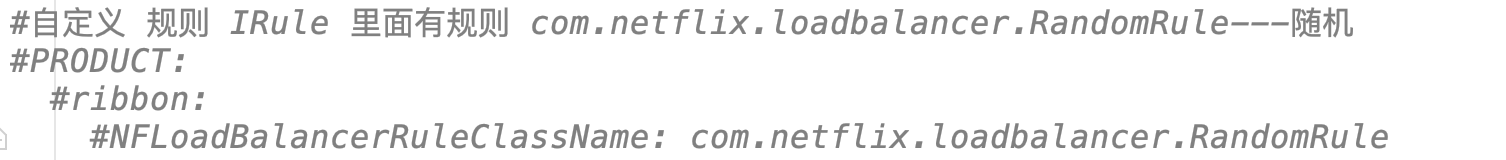 #自定义 规则 IRule 里面有规则 com.netflix.loadbalancer.RandomRule---随机
#PRODUCT:
#ribbon:
#NFLoadBalancerRuleClassName: com.netflix.loadbalancer.RandomRule